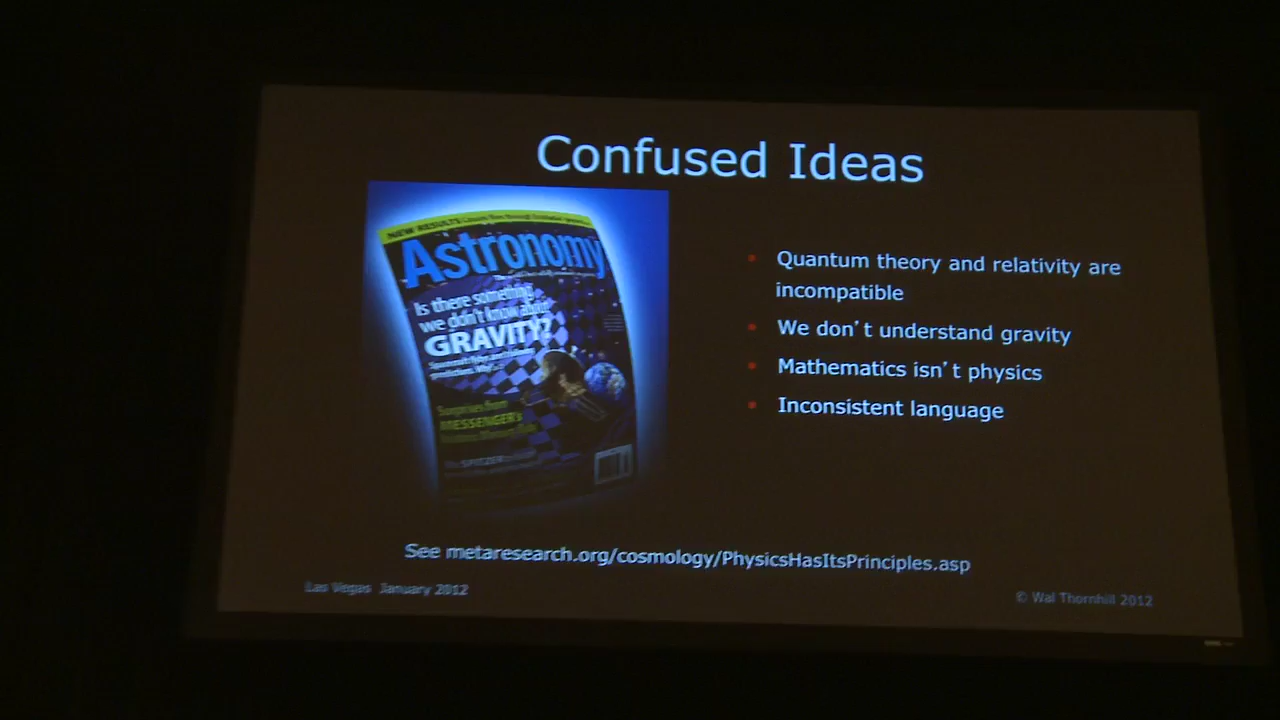 Confused Ideas
NEW RESULTS
Astronomy
Is there something
we don't know about
GRAVITY?
Surprises from
MESSENGER's
Quantum theory and relativity are
incompatible
We don't understand gravity
Mathematics isn't physics
Inconsistent language
See metaresearch.org/cosmology/PhysicsHasItsPrinciples.asp
Las Vegas January 2012
© Wal Thornhill 2012